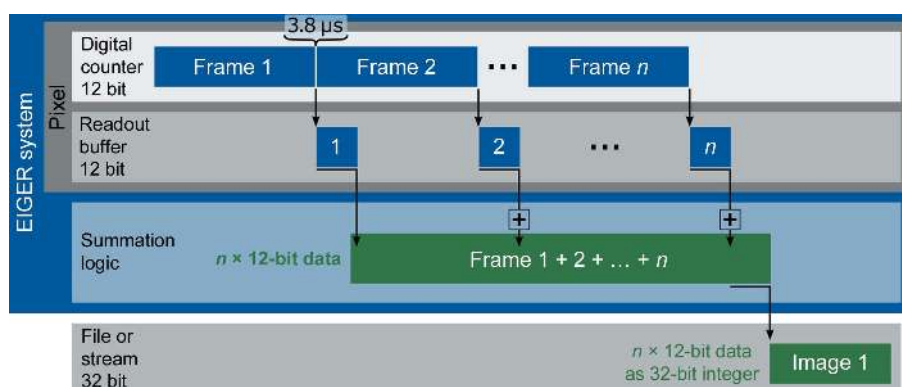 3.8 µs
EIGER system
Pixel
Digital
counter
12 bit
Frame 1
Frame 2
...
Frame n
Readout
buffer
12 bit
1
2
...
n
+
+
Summation
logic
n × 12-bit data
Frame 1 + 2 + … + n
File or
stream
32 bit
n × 12-bit data
as 32-bit integer
Image 1